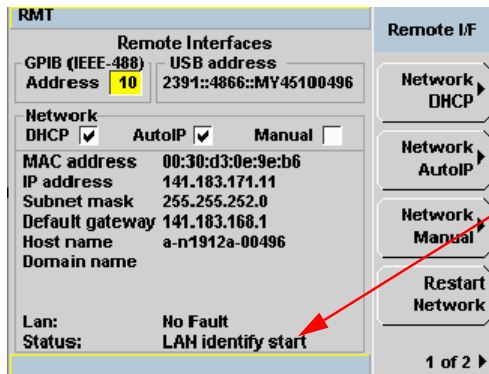 RMT
Remote Interfaces
GPIB (IEEE-488)
Address 10
USB address
2391::4866::MY45100496
Network
DHCP AutoIP Manual
MAC address 00:30:d3:0e:9e:b6
IP address 141.183.171.11
Subnet mask 255.255.252.0
Default gateway 141.183.168.1
Host name a-n1912a-00496
Domain name
Lan: No Fault
Status: LAN identify start
Remote I/F
Network
DHCP
Network
AutoIP
Network
Manual
Restart
Network
1 of 2